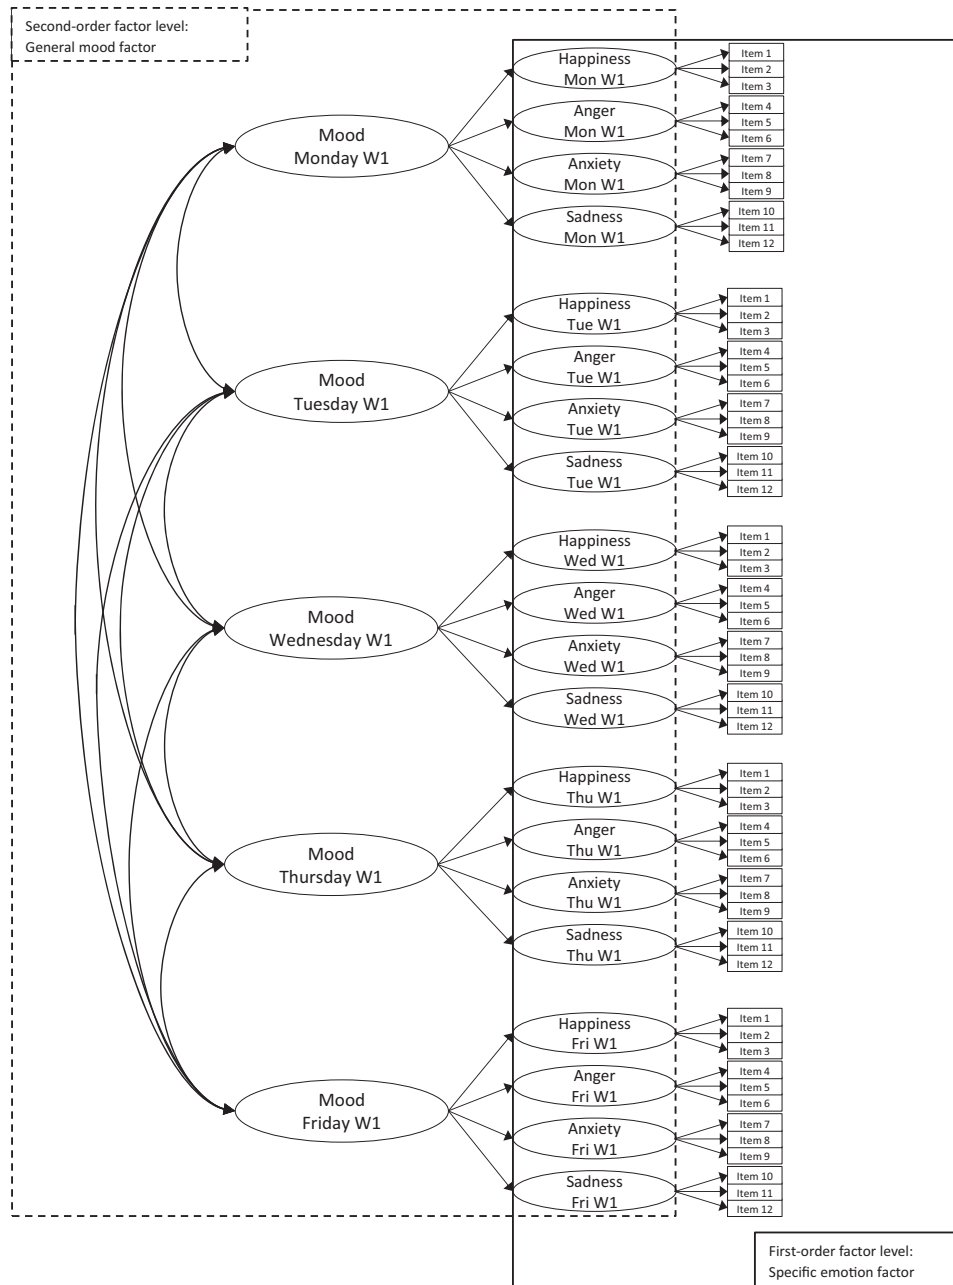 Second-order factor level:
General mood factor
Mood
Monday W1
Happiness
Mon W1
Item 1
Item 2
Item 3
Anger
Mon W1
Item 4
Item 5
Item 6
Anxiety
Mon W1
Item 7
Item 8
Item 9
Sadness
Mon W1
Item 10
Item 11
Item 12
Mood
Tuesday W1
Happiness
Tue W1
Item 1
Item 2
Item 3
Anger
Tue W1
Item 4
Item 5
Item 6
Anxiety
Tue W1
Item 7
Item 8
Item 9
Sadness
Tue W1
Item 10
Item 11
Item 12
Mood
Wednesday W1
Happiness
Wed W1
Item 1
Item 2
Item 3
Anger
Wed W1
Item 4
Item 5
Item 6
Anxiety
Wed W1
Item 7
Item 8
Item 9
Sadness
Wed W1
Item 10
Item 11
Item 12
Mood
Thursday W1
Happiness
Thu W1
Item 1
Item 2
Item 3
Anger
Thu W1
Item 4
Item 5
Item 6
Anxiety
Thu W1
Item 7
Item 8
Item 9
Sadness
Thu W1
Item 10
Item 11
Item 12
Mood
Friday W1
Happiness
Fri W1
Item 1
Item 2
Item 3
Anger
Fri W1
Item 4
Item 5
Item 6
Anxiety
Fri W1
Item 7
Item 8
Item 9
Sadness
Fri W1
Item 10
Item 11
Item 12
First-order factor level:
Specific emotion factor